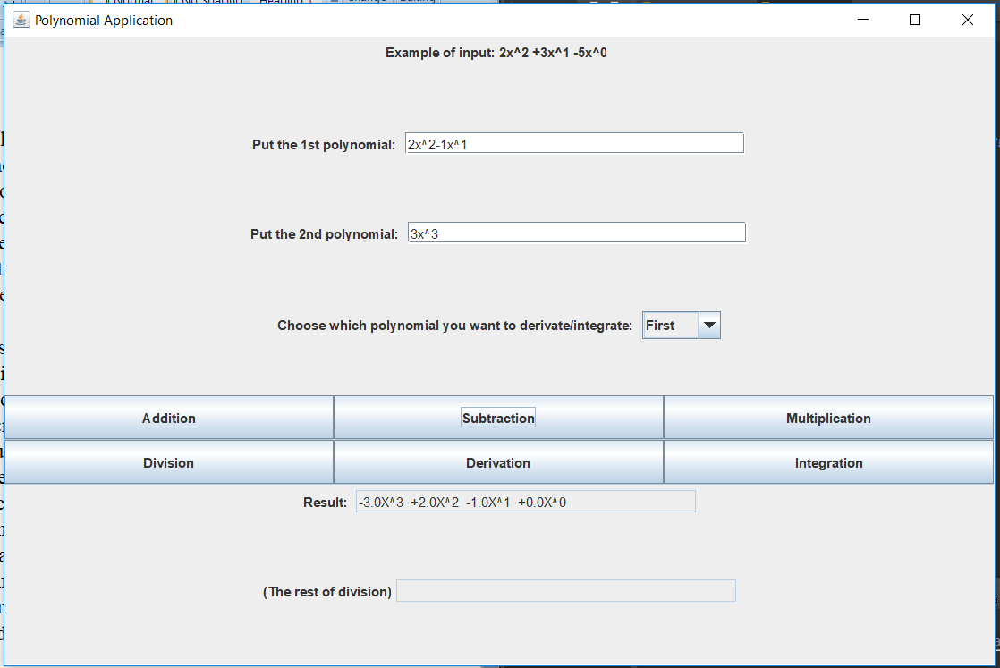 Polynomial Application
Example of input: 2x^2 +3x^1 -5x^0
Put the 1st polynomial: 2x^2-1x^1
Put the 2nd polynomial: 3x^3
Choose which polynomial you want to derivate/integrate: First
Addition Subtraction Multiplication
Division Derivation Integration
Result: -3.0X^3 +2.0X^2 -1.0X^1 +0.0X^0
(The rest of division)